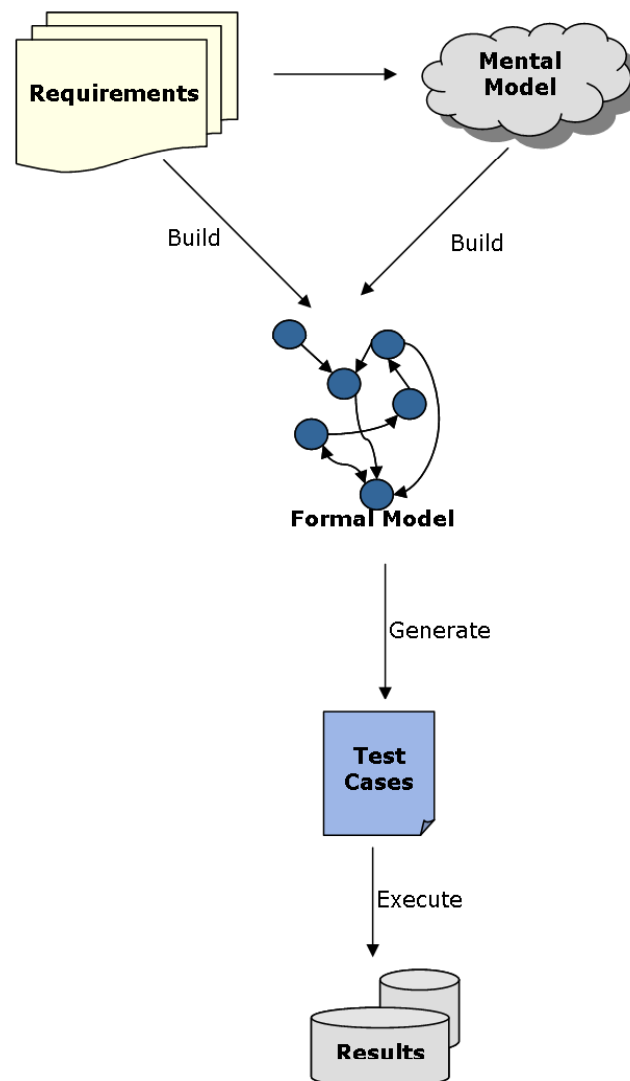 Requirements
Mental
Model
Build
Build
Formal Model
Generate
Test
Cases
Execute
Results